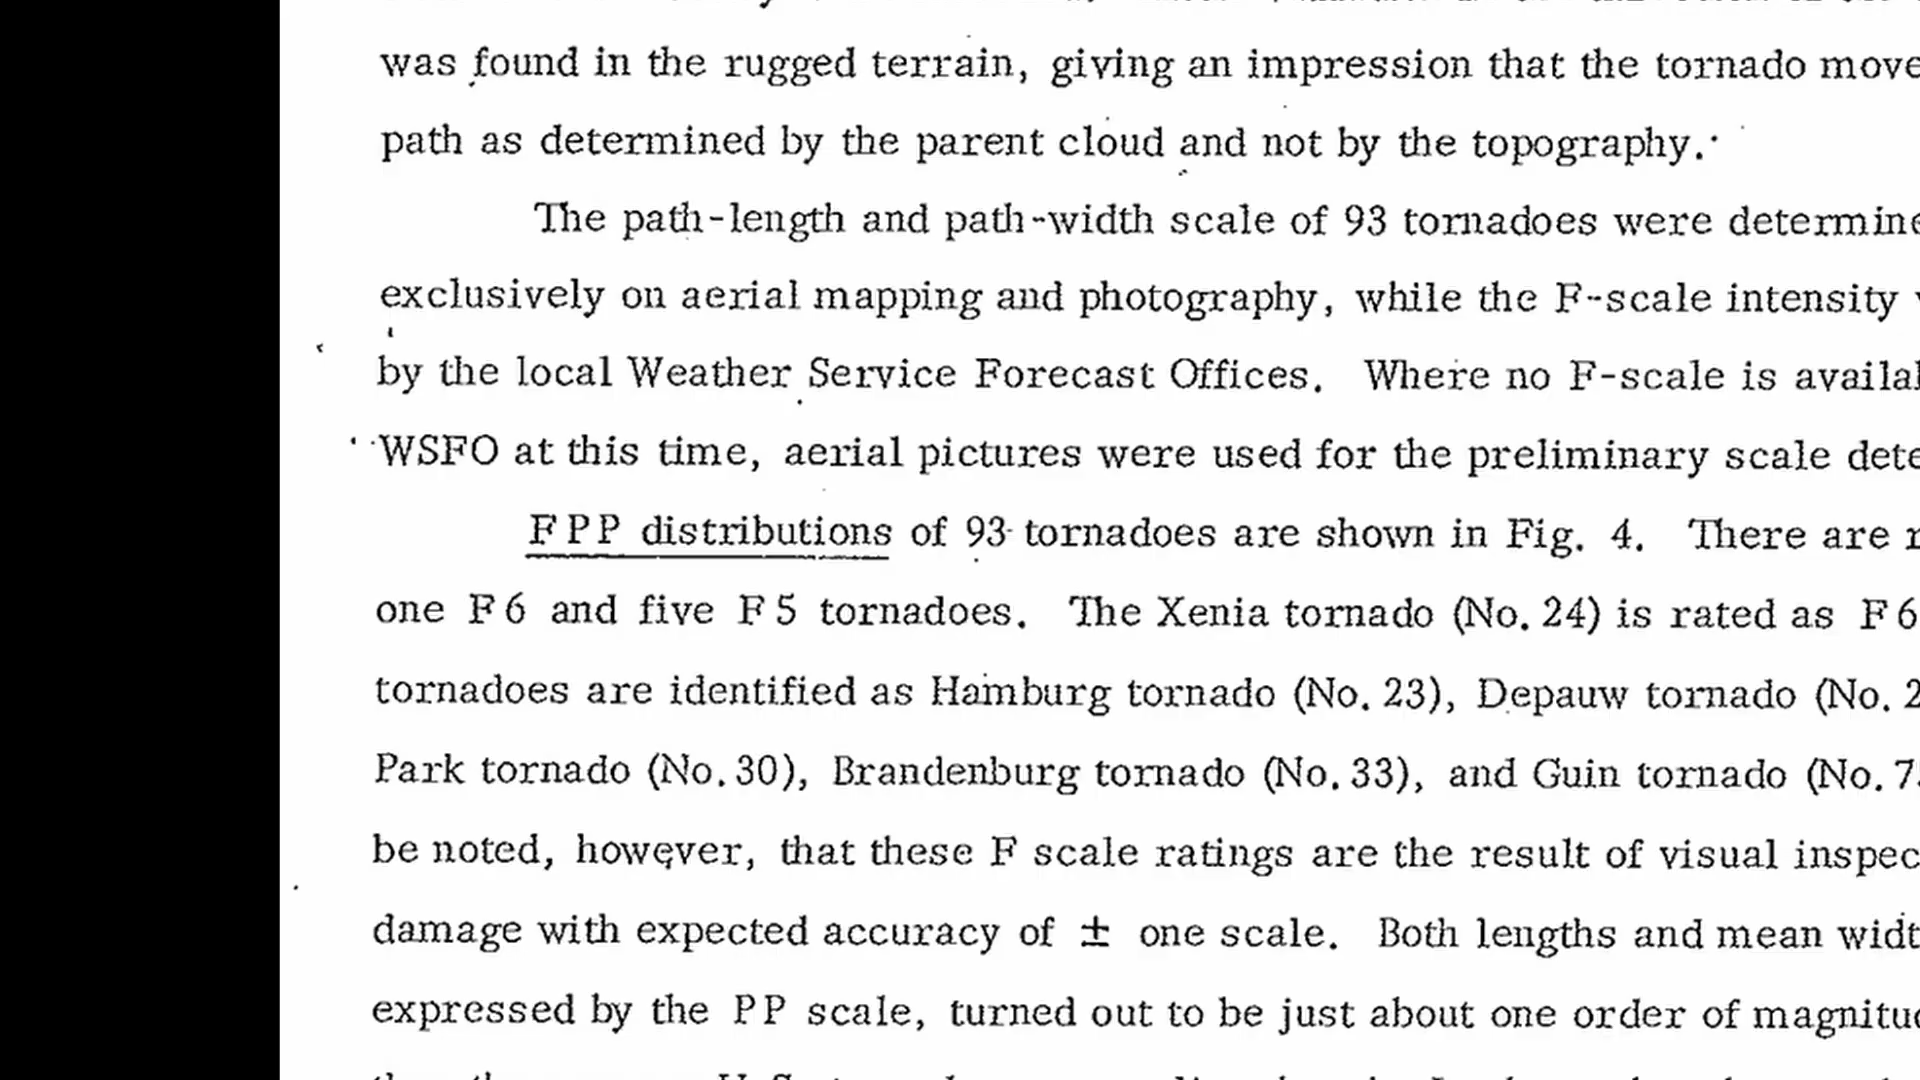 was found in the rugged terrain, giving an impression that the tornado move
path as determined by the parent cloud and not by the topography.
The path-length and path-width scale of 93 tornadoes were determine
exclusively on aerial mapping and photography, while the F-scale intensity
by the local Weather Service Forecast Offices. Where no F-scale is availab
WSFO at this time, aerial pictures were used for the preliminary scale dete
FPP distributions of 93 tornadoes are shown in Fig. 4. There are
one F6 and five F5 tornadoes. The Xenia tornado (No. 24) is rated as F6
tornadoes are identified as Hamburg tornado (No. 23), Depauw tornado (No. 2
Park tornado (No. 30), Brandenburg tornado (No. 33), and Guin tornado (No. 7
be noted, however, that these F scale ratings are the result of visual inspec
damage with expected accuracy of ± one scale. Both lengths and mean widt
expressed by the PP scale, turned out to be just about one order of magnitu